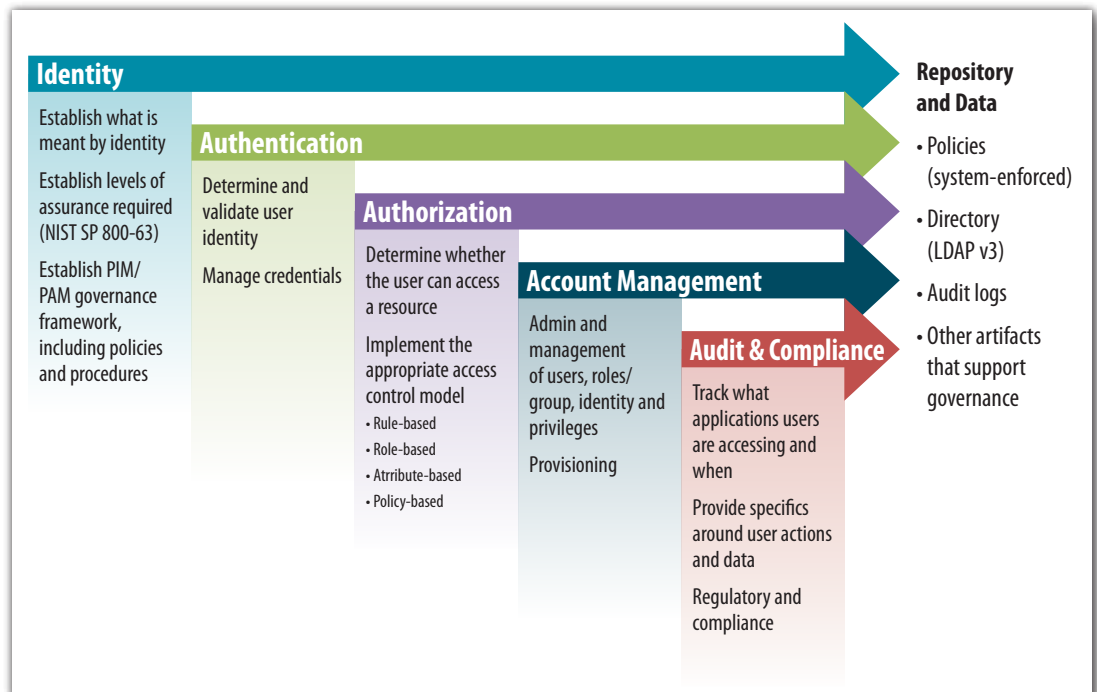 Identity
Establish what is
meant by identity
Establish levels of
assurance required
(NIST SP 800-63)
Establish PIM/
PAM governance
framework,
including policies
and procedures
Authentication
Determine and
validate user
identity
Manage credentials
Authorization
Determine whether
the user can access
a resource
Implement the
appropriate access
control model
• Rule-based
• Role-based
• Atrribute-based
• Policy-based
Account Management
Admin and
management
of users, roles/
group, identity and
privileges
Provisioning
Audit & Compliance
Track what
applications users
are accessing and
when
Provide specifics
around user actions
and data
Regulatory and
compliance
Repository
and Data
• Policies
(system-enforced)
• Directory
(LDAP v3)
• Audit logs
• Other artifacts
that support
governance